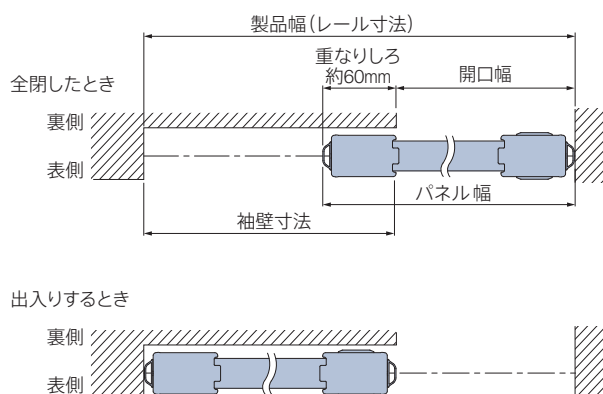 製品幅(レール寸法)
重なりしろ
約60mm
開口幅
全閉したとき
裏側
表側
パネル幅
袖壁寸法
出入りするとき
裏側
表側